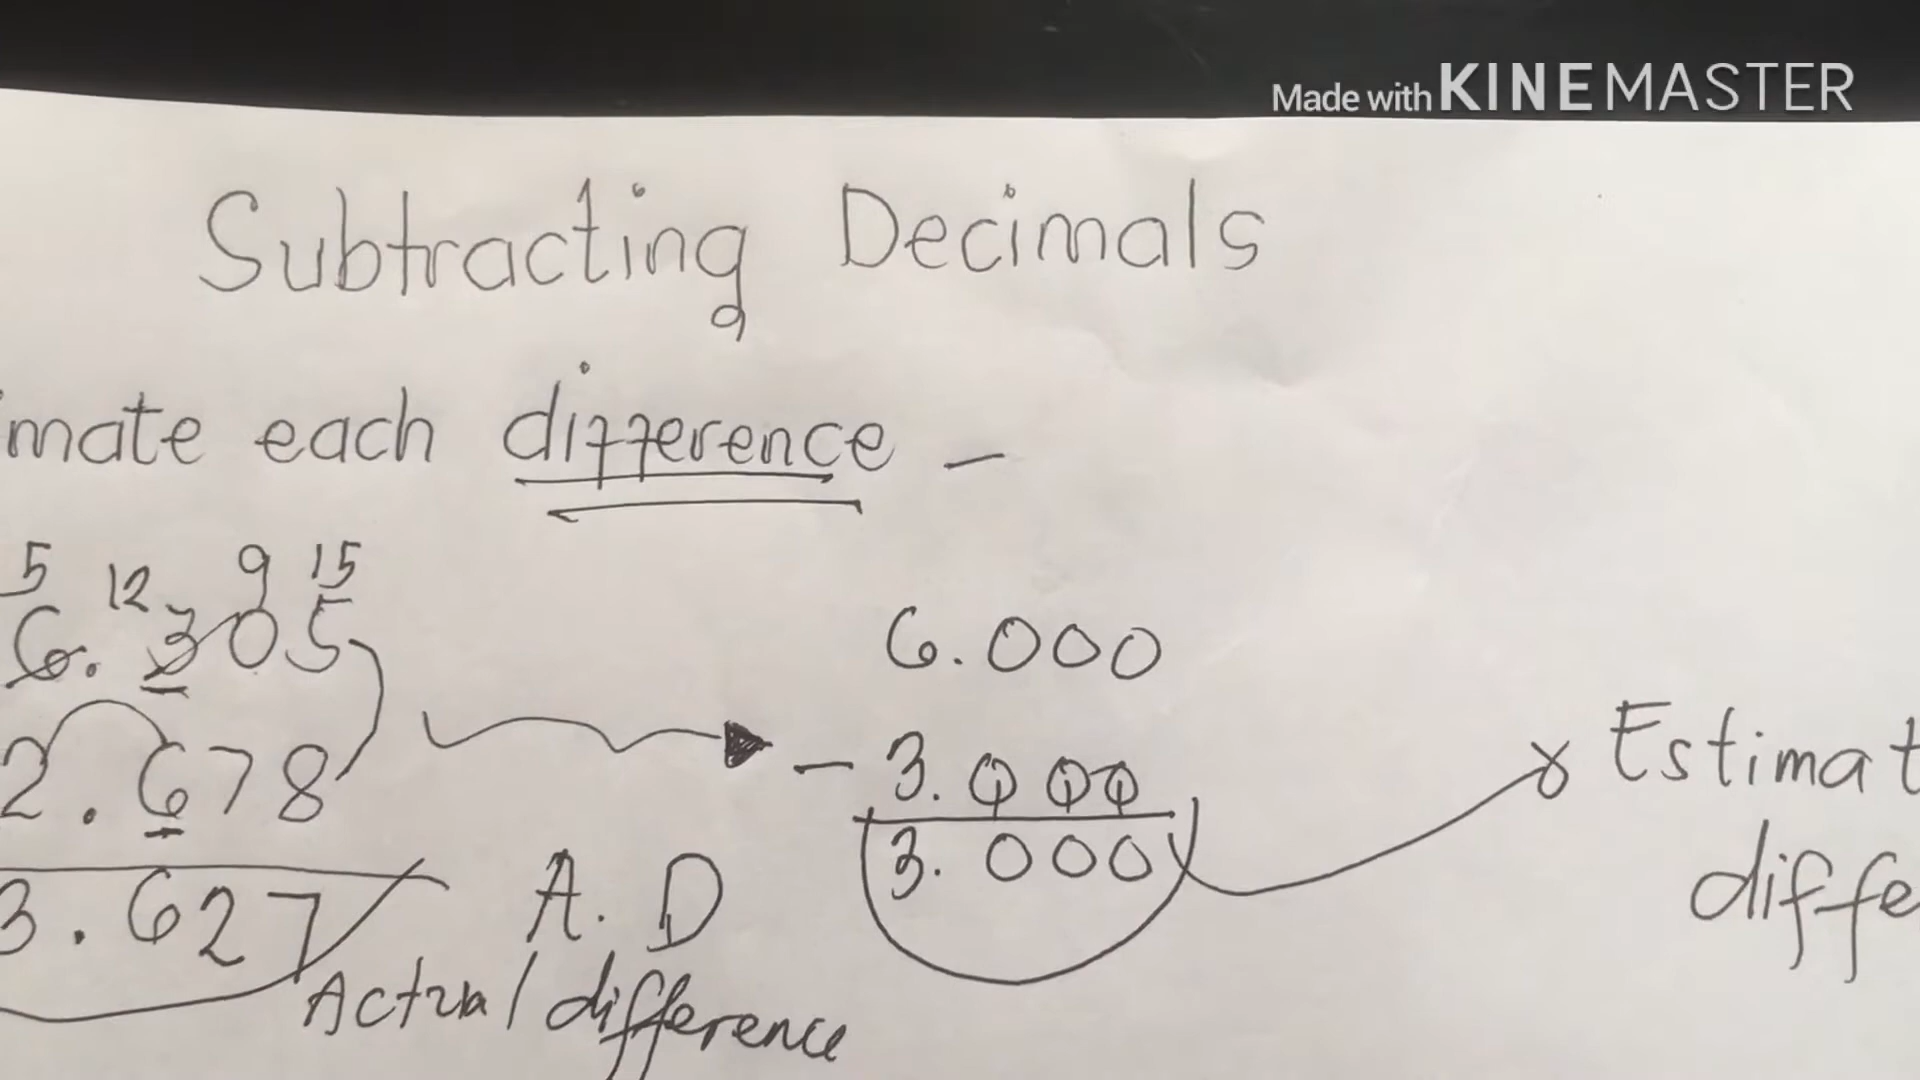 Made with KINEMASTER
Subtracting Decimals
imate each difference -
5 12 9 15
6.305
2.678
3.627
A. D
Actual difference
6.000
- 3.000
3.000
Estimat
diffe